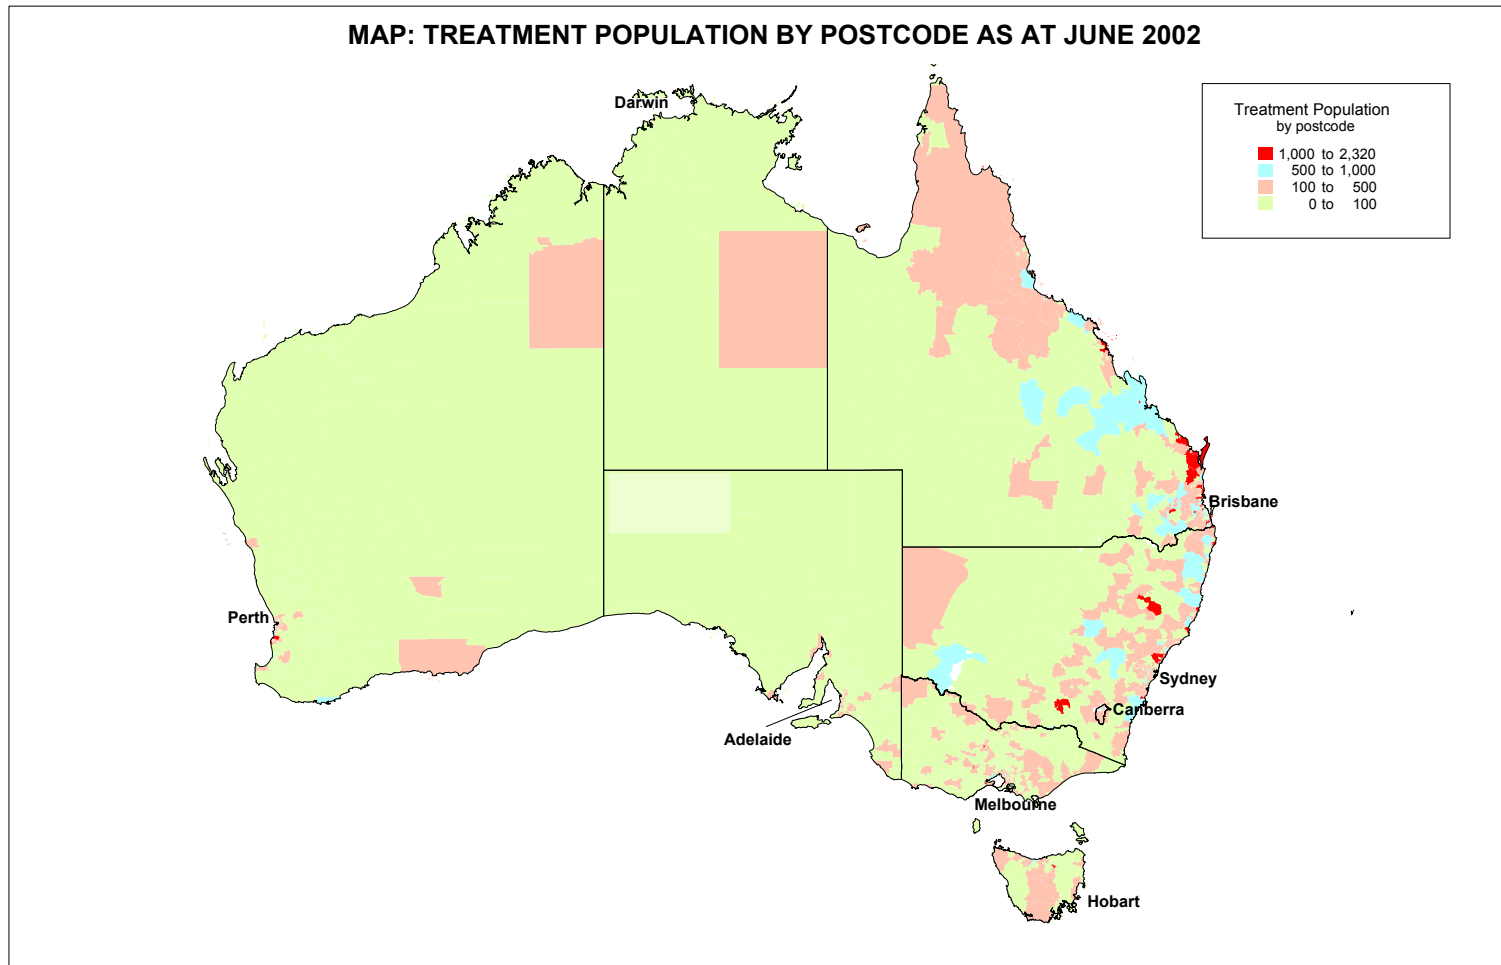 MAP: TREATMENT POPULATION BY POSTCODE AS AT JUNE 2002
Darwin
Treatment Population
by postcode
1,000 to 2,320
500 to 1,000
100 to 500
0 to 100
Brisbane
Perth
Sydney
Canberra
Adelaide
Melbourne
Hobart